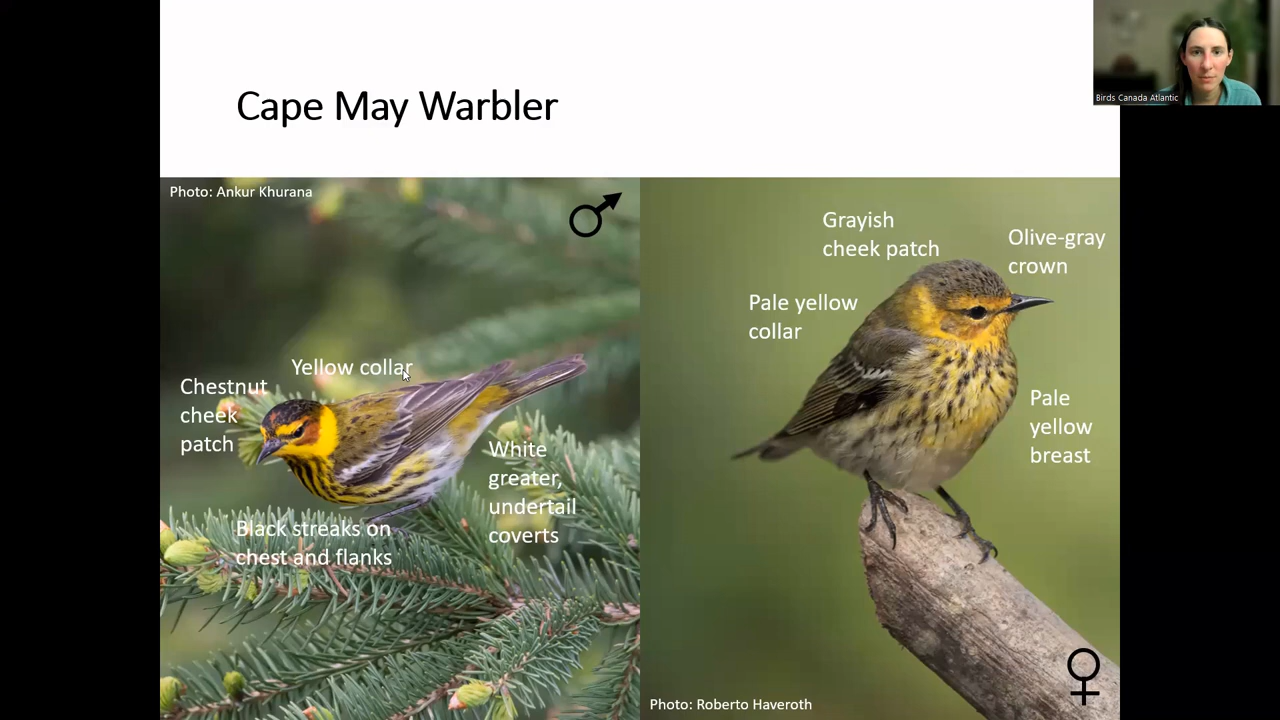 Cape May Warbler
Birds Canada Atlantic
Photo: Ankur Khurana
Yellow collar
Chestnut
cheek
patch
White
greater,
undertail
coverts
Black streaks on
chest and flanks
Grayish
cheek patch
Olive-gray
crown
Pale yellow
collar
Pale
yellow
breast
Photo: Roberto Haveroth